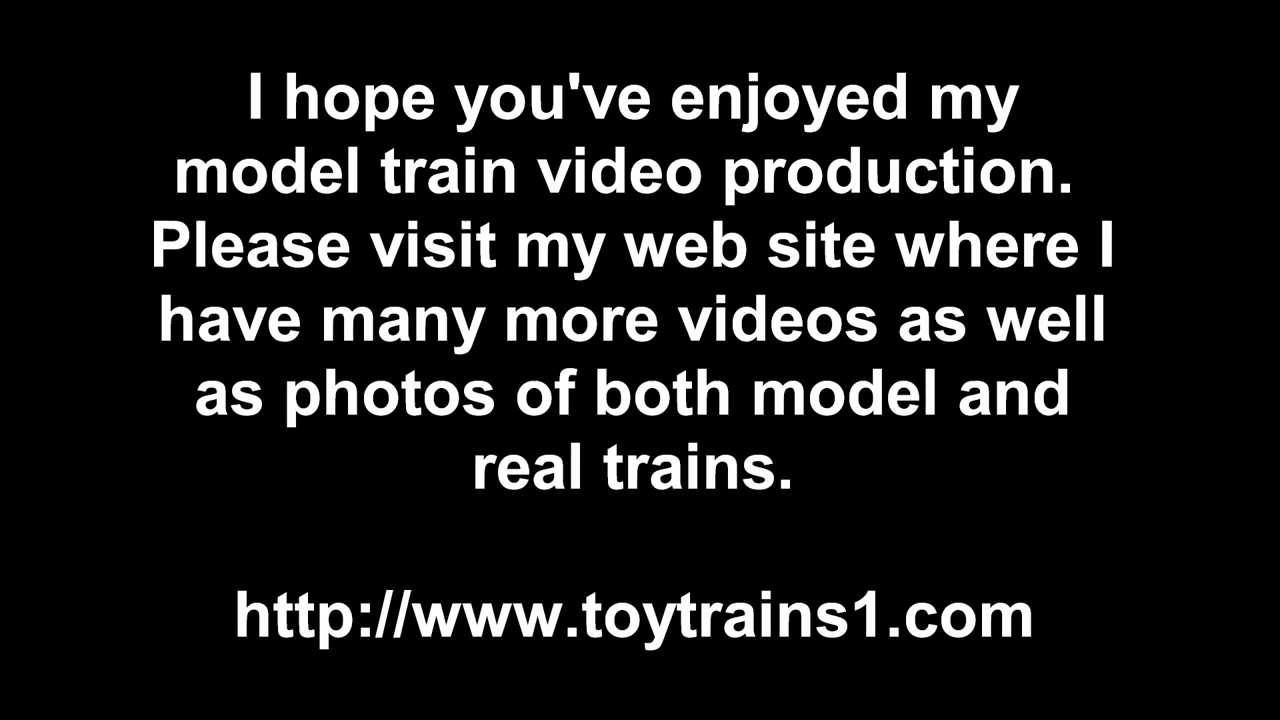 I hope you've enjoyed my
model train video production.
Please visit my web site where I
have many more videos as well
as photos of both model and
real trains.
http://www.toytrains1.com